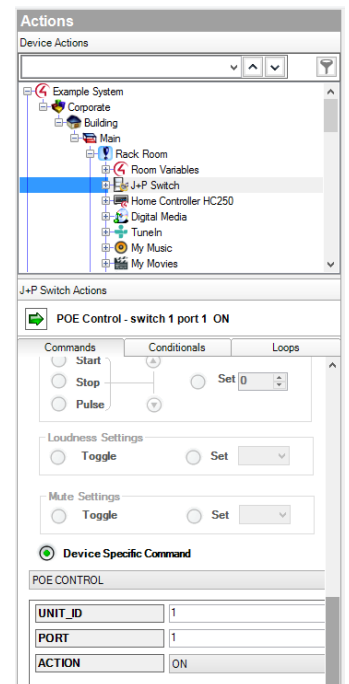 Actions
Device Actions
Example System
Corporate
Building
Main
Rack Room
Room Variables
J+P Switch
Home Controller HC250
Digital Media
TuneIn
My Music
My Movies
J+P Switch Actions
POE Control - switch 1 port 1 ON
Commands Conditionals Loops
Start
Stop Set 0
Pulse
Loudness Settings
Toggle Set
Mute Settings
Toggle Set
Device Specific Command
POE CONTROL
UNIT_ID 1
PORT 1
ACTION ON